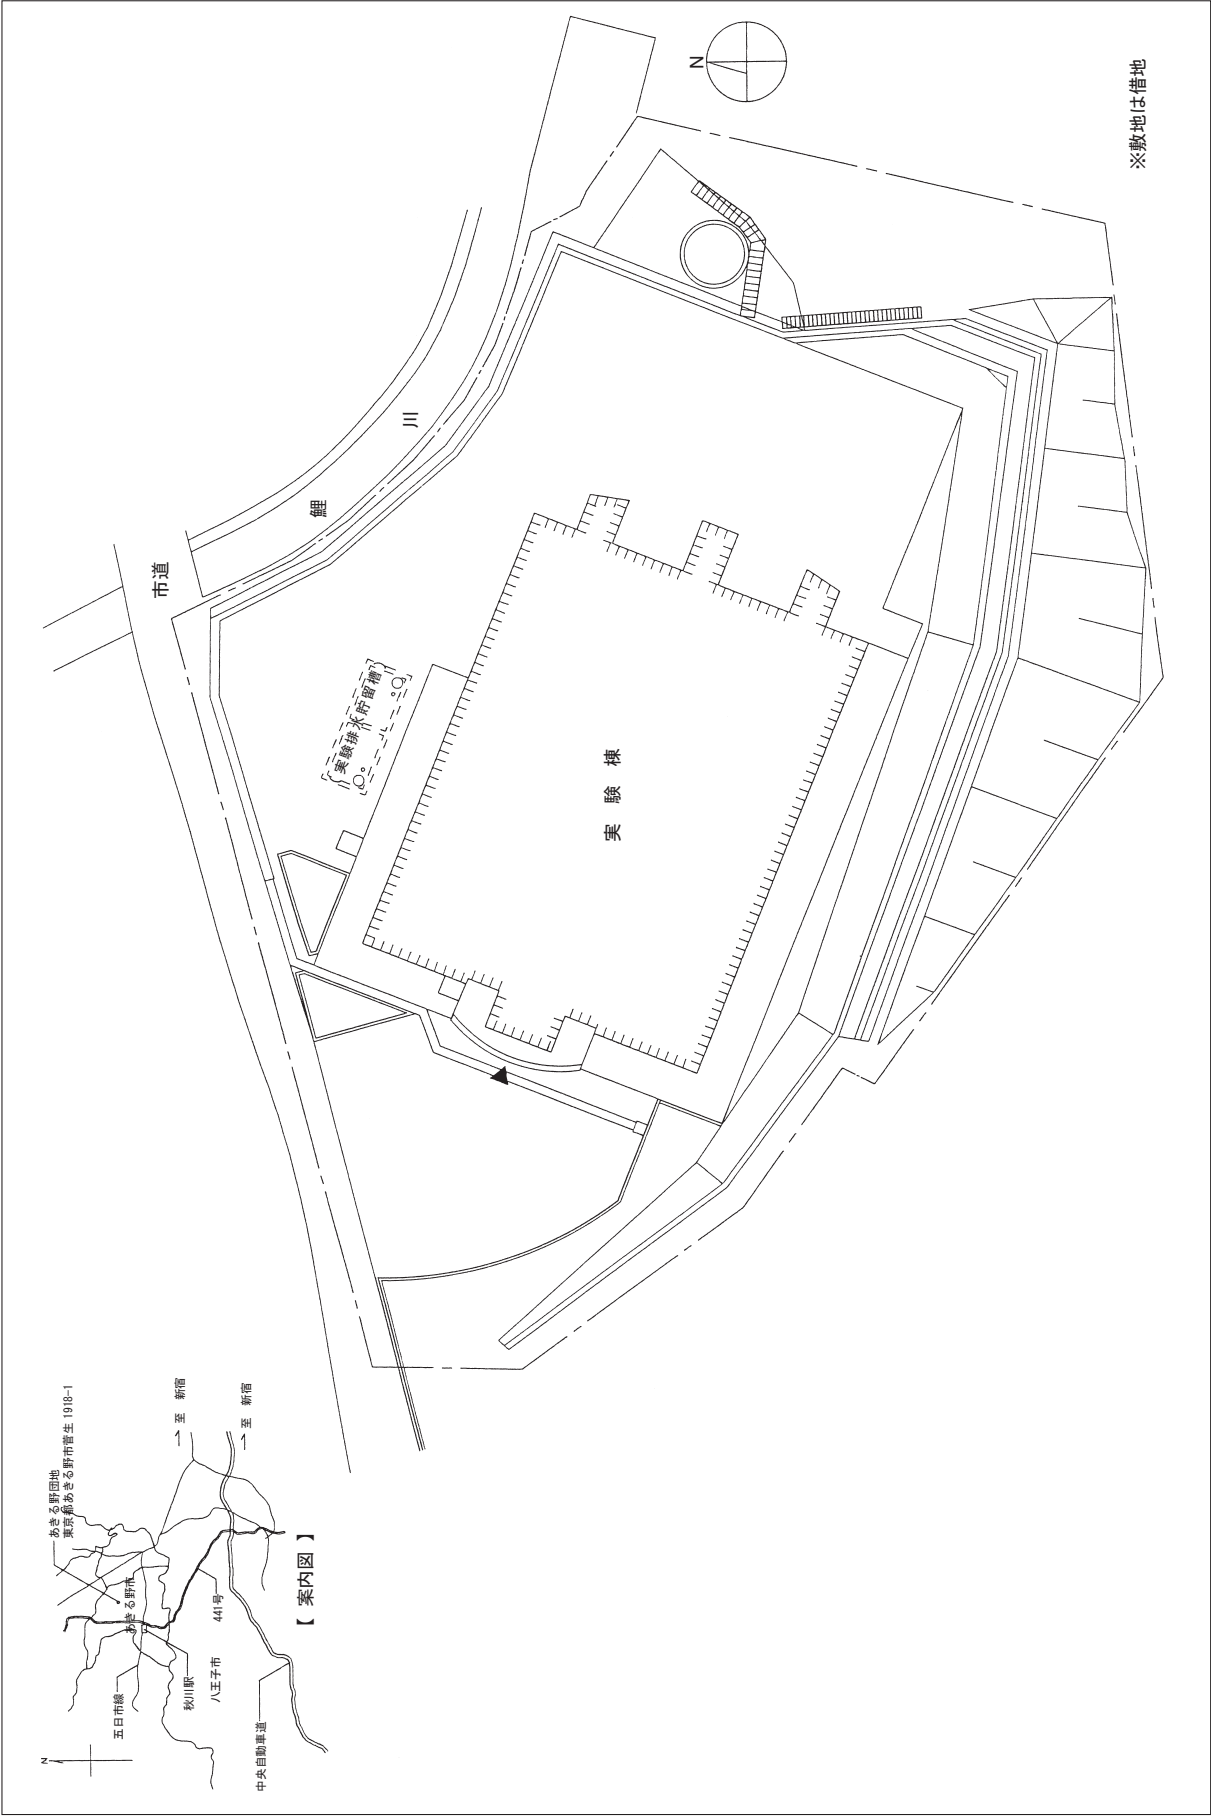 N
※敷地は借地
鯉川
市道
実験排水貯留槽
実験棟
あきる野団地
東京都あきる野市菅生 1918-1
至 新宿
至 新宿
あきる野市
441号
秋川駅
八王子市
五日市線
中央自動車道
N
【 案内図 】